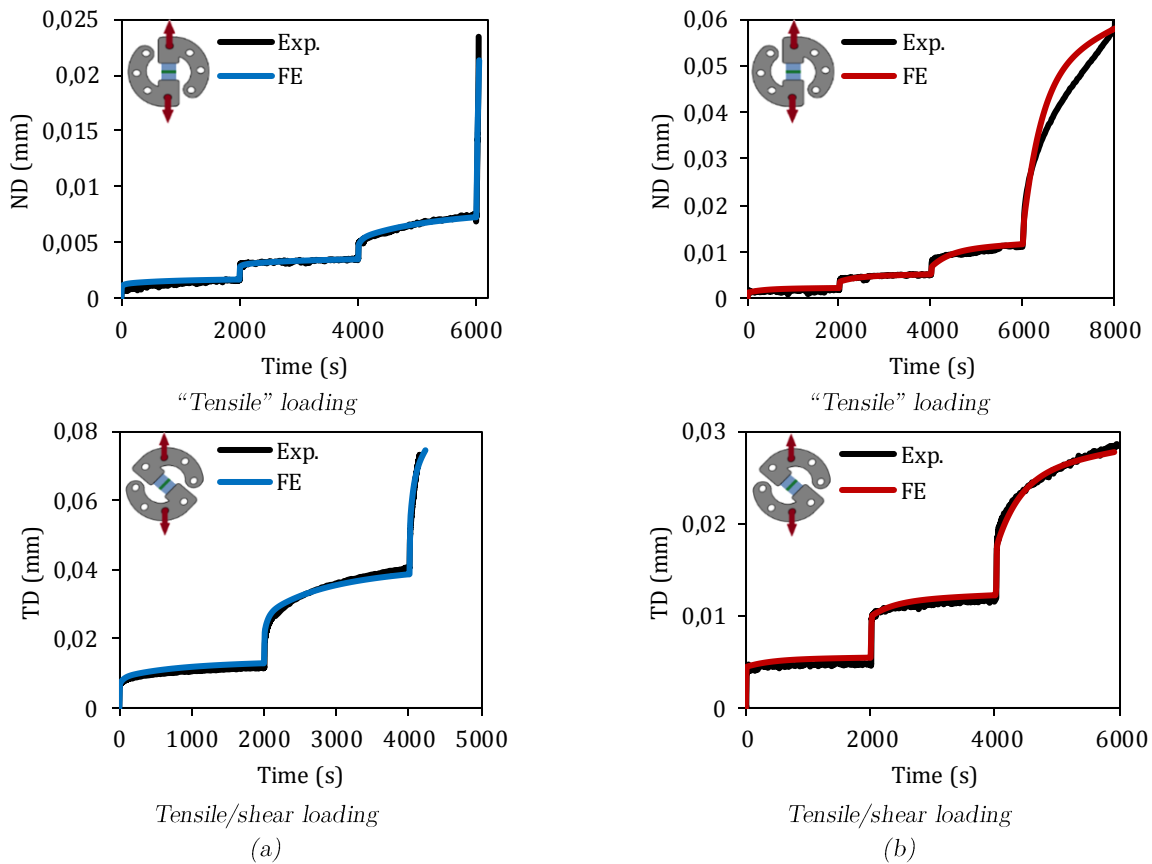 0,025
0,02
0,015
0,01
0,005
0
ND (mm)
Exp.
FE
0 2000 4000 6000
Time (s)
“Tensile” loading
0,06
0,05
0,04
0,03
0,02
0,01
0
ND (mm)
Exp.
FE
0 2000 4000 6000 8000
Time (s)
“Tensile” loading
0,08
0,06
0,04
0,02
0
TD (mm)
Exp.
FE
0 1000 2000 3000 4000 5000
Time (s)
Tensile/shear loading
(a)
0,03
0,02
0,01
0
TD (mm)
Exp.
FE
0 2000 4000 6000
Time (s)
Tensile/shear loading
(b)